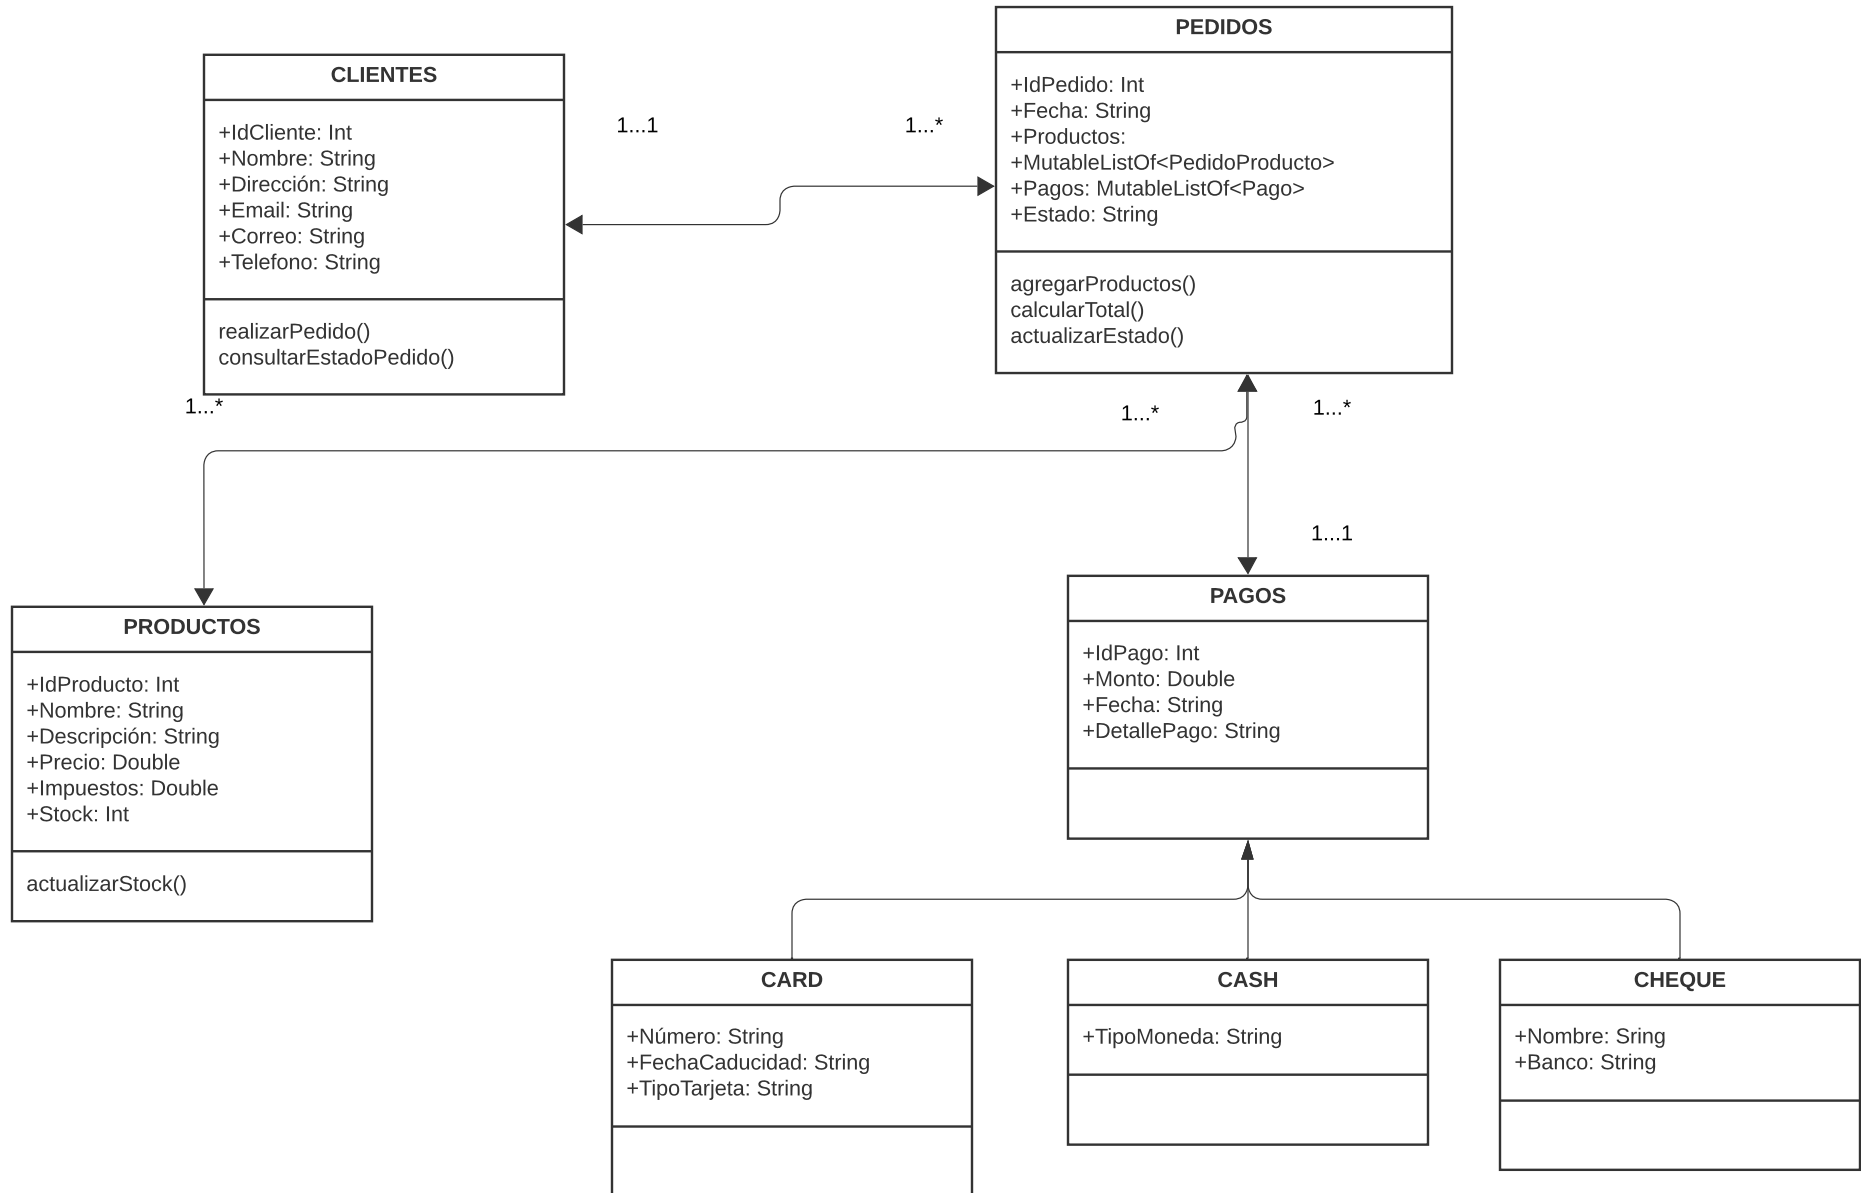 CLIENTES
+IdCliente: Int
+Nombre: String
+Dirección: String
+Email: String
+Correo: String
+Telefono: String
realizarPedido()
consultarEstadoPedido()
1...1
1...*
PEDIDOS
+IdPedido: Int
+Fecha: String
+Productos:
+MutableListOf<PedidoProducto>
+Pagos: MutableListOf<Pago>
+Estado: String
agregarProductos()
calcularTotal()
actualizarEstado()
1...*
1...*
1...*
1...1
PRODUCTOS
+IdProducto: Int
+Nombre: String
+Descripción: String
+Precio: Double
+Impuestos: Double
+Stock: Int
actualizarStock()
PAGOS
+IdPago: Int
+Monto: Double
+Fecha: String
+DetallePago: String
CARD
+Número: String
+FechaCaducidad: String
+TipoTarjeta: String
CASH
+TipoMoneda: String
CHEQUE
+Nombre: Sring
+Banco: String